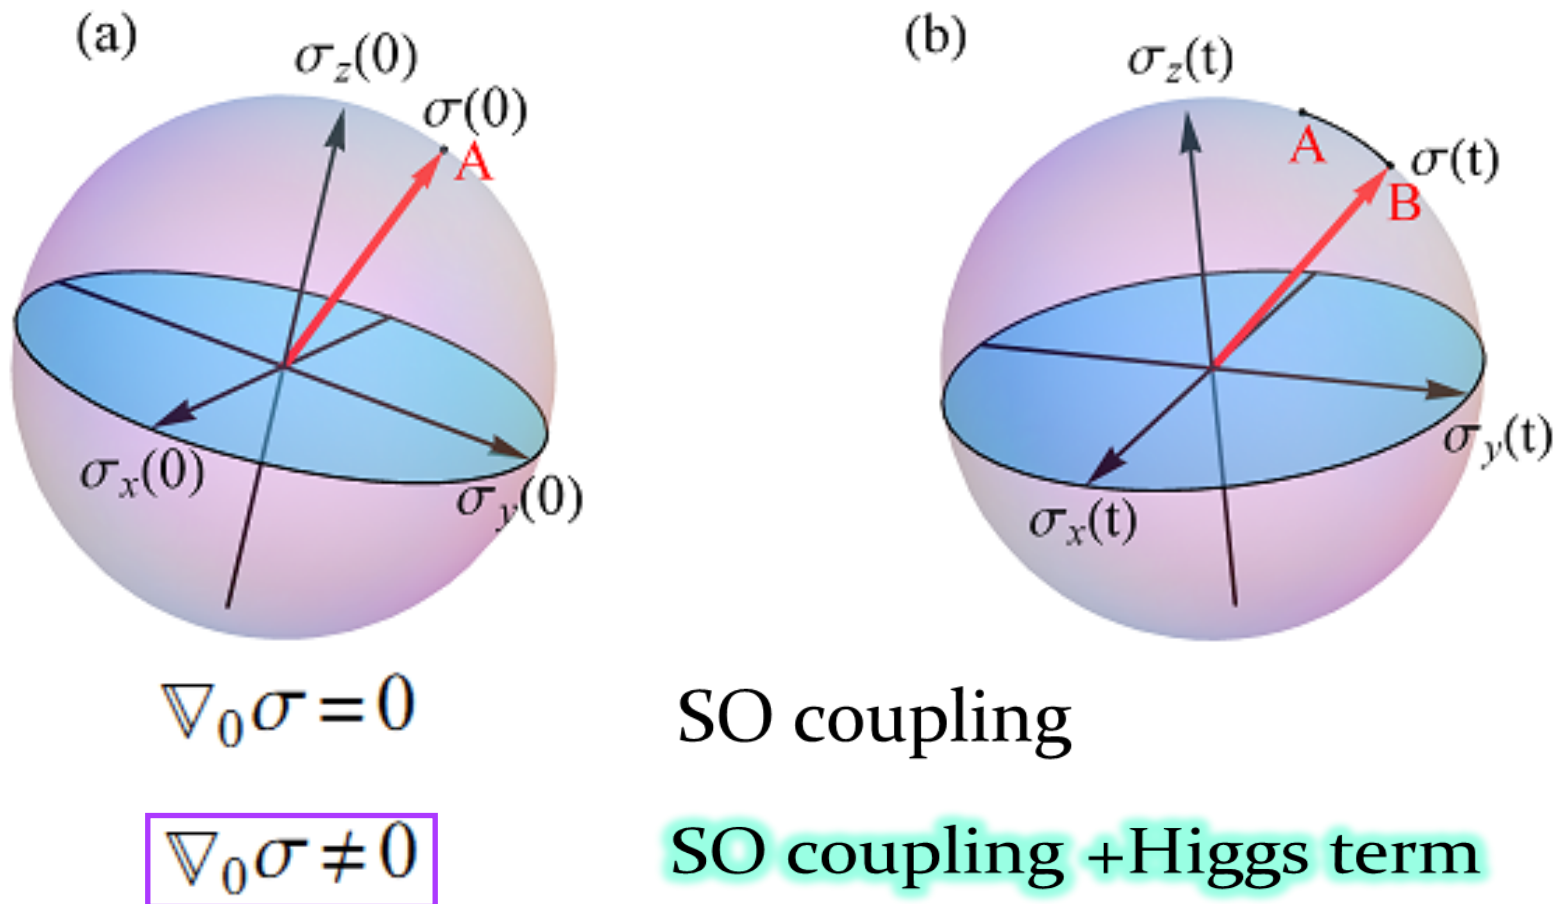 (a)
σz(0)
σ(0)
A
σx(0)
σy(0)
(b)
σz(t)
A
σ(t)
B
σy(t)
σx(t)
∇₀σ = 0
SO coupling
∇₀σ ≠ 0
SO coupling +Higgs term